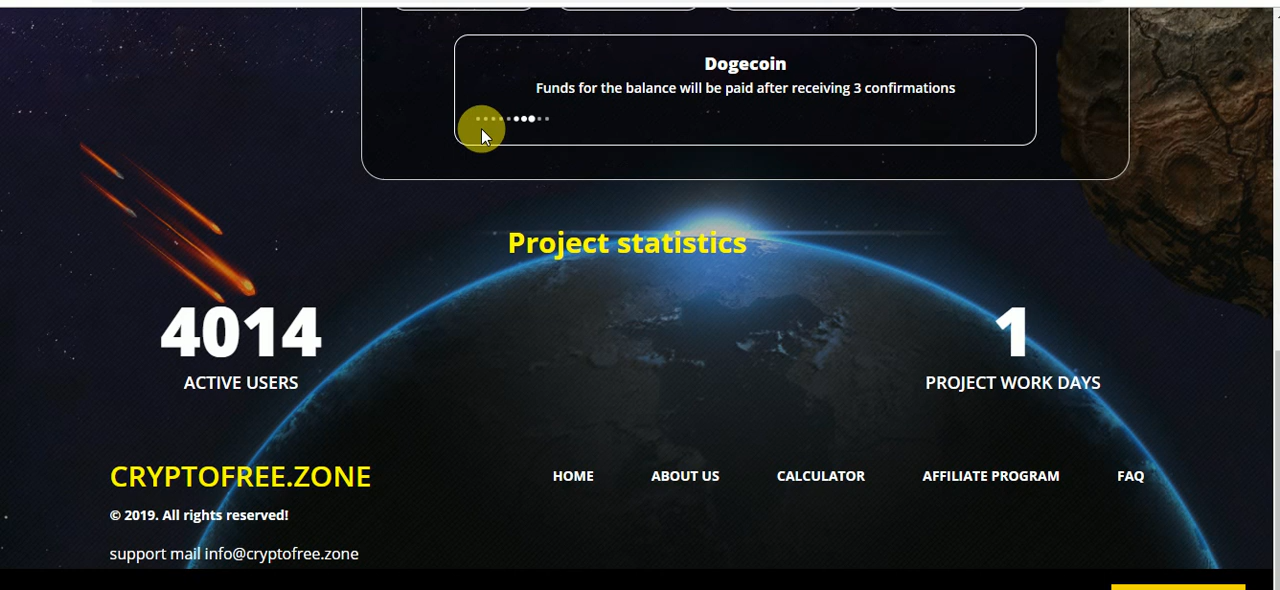 Dogecoin
Funds for the balance will be paid after receiving 3 confirmations
Project statistics
4014
ACTIVE USERS
1
PROJECT WORK DAYS
CRYPTOFREE.ZONE
HOME ABOUT US CALCULATOR AFFILIATE PROGRAM FAQ
© 2019. All rights reserved!
support mail info@cryptofree.zone